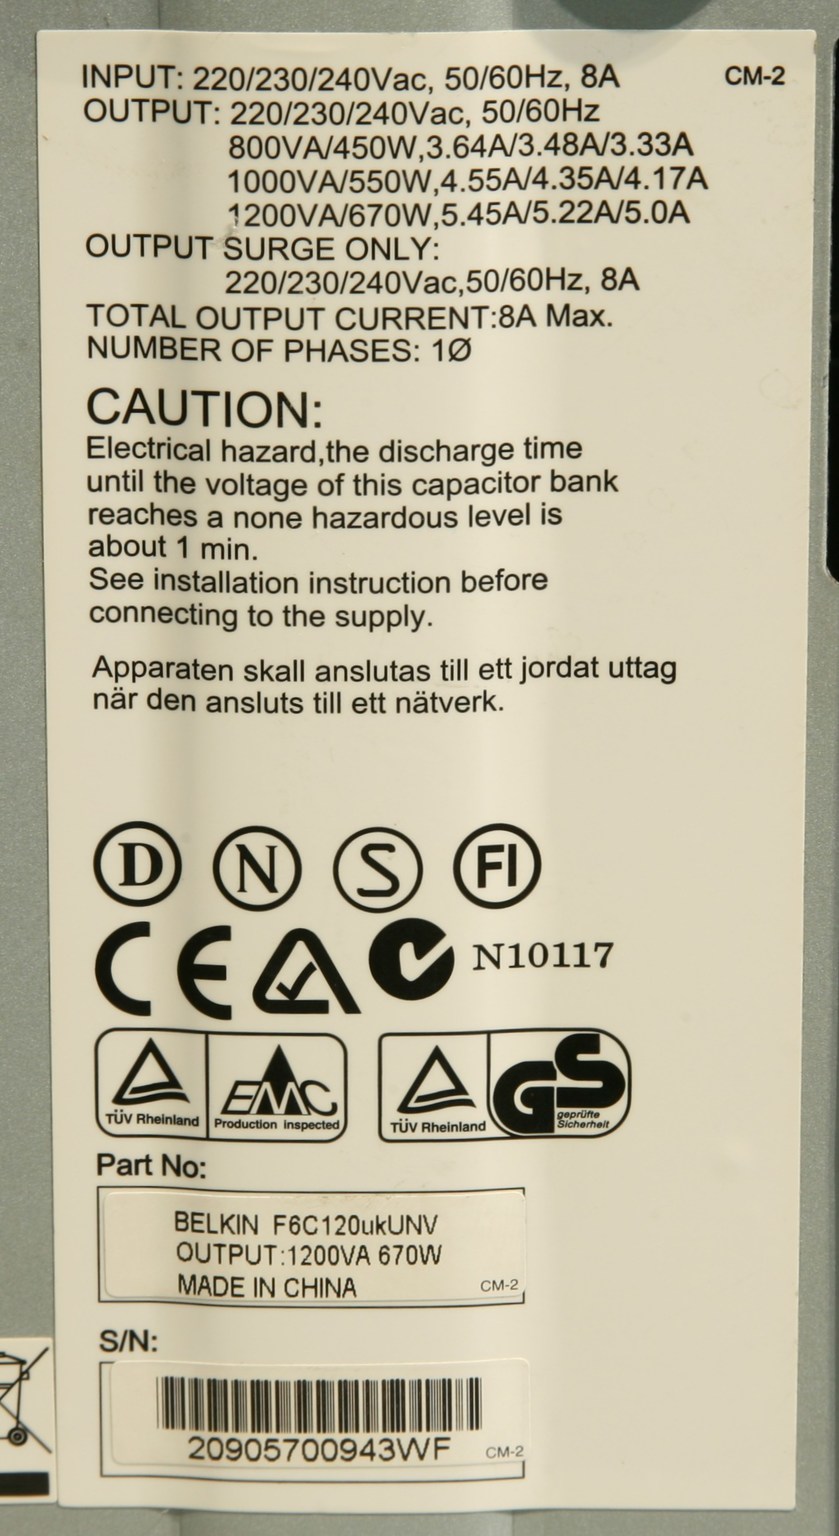 INPUT: 220/230/240Vac, 50/60Hz, 8A CM-2
OUTPUT: 220/230/240Vac, 50/60Hz
800VA/450W,3.64A/3.48A/3.33A
1000VA/550W,4.55A/4.35A/4.17A
1200VA/670W,5.45A/5.22A/5.0A
OUTPUT SURGE ONLY:
220/230/240Vac,50/60Hz, 8A
TOTAL OUTPUT CURRENT:8A Max.
NUMBER OF PHASES: 1Ø
CAUTION:
Electrical hazard,the discharge time
until the voltage of this capacitor bank
reaches a none hazardous level is
about 1 min.
See installation instruction before
connecting to the supply.
Apparaten skall anslutas till ett jordat uttag
när den ansluts till ett nätverk.
D N S FI
CE N10117
TÜV Rheinland EMC Production inspected
TÜV Rheinland GS geprüfte Sicherheit
Part No:
BELKIN F6C120ukUNV
OUTPUT:1200VA 670W
MADE IN CHINA CM-2
S/N:
20905700943WF CM-2